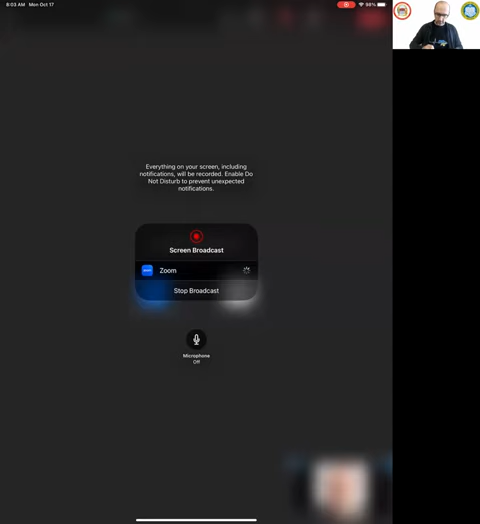 8:03 AM Mon Oct 17
98%
Everything on your screen, including
notifications, will be recorded. Enable Do
Not Disturb to prevent unexpected
notifications.
Screen Broadcast
Zoom
Stop Broadcast
Microphone
Off